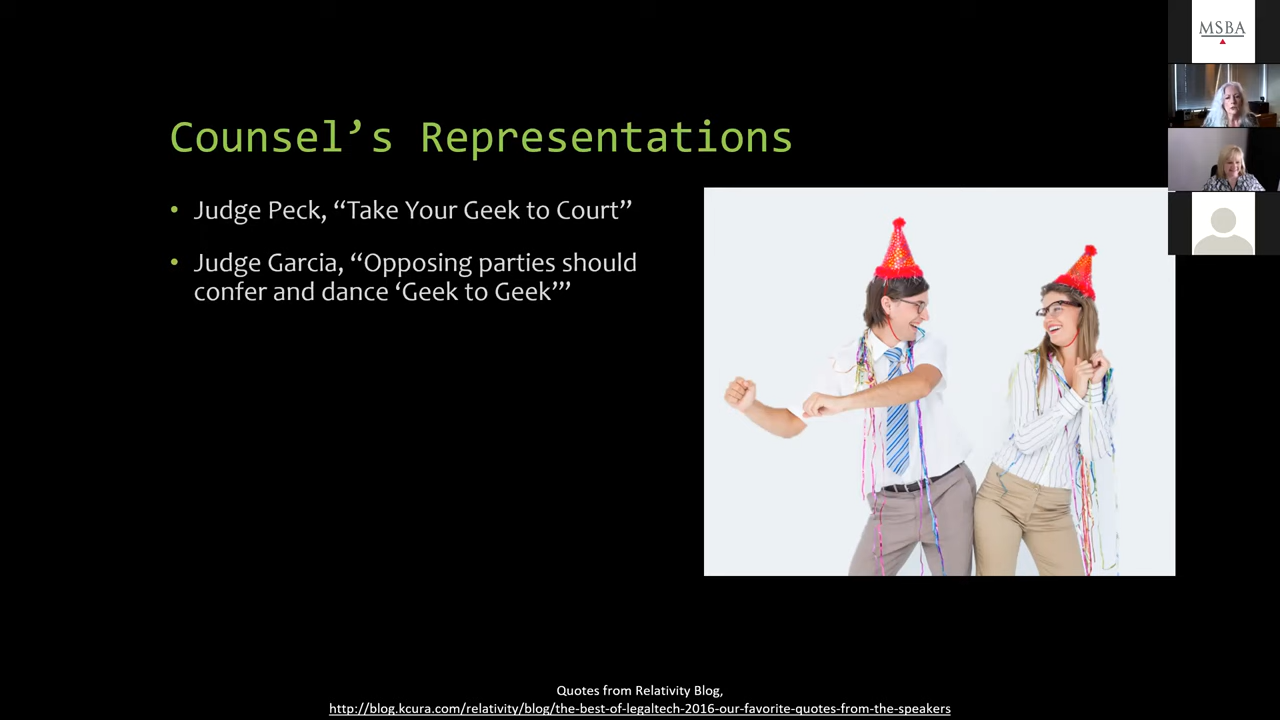 MSBA
Counsel’s Representations
• Judge Peck, “Take Your Geek to Court”
• Judge Garcia, “Opposing parties should
confer and dance ‘Geek to Geek’”
Quotes from Relativity Blog,
http://blog.kcura.com/relativity/blog/the-best-of-legaltech-2016-our-favorite-quotes-from-the-speakers